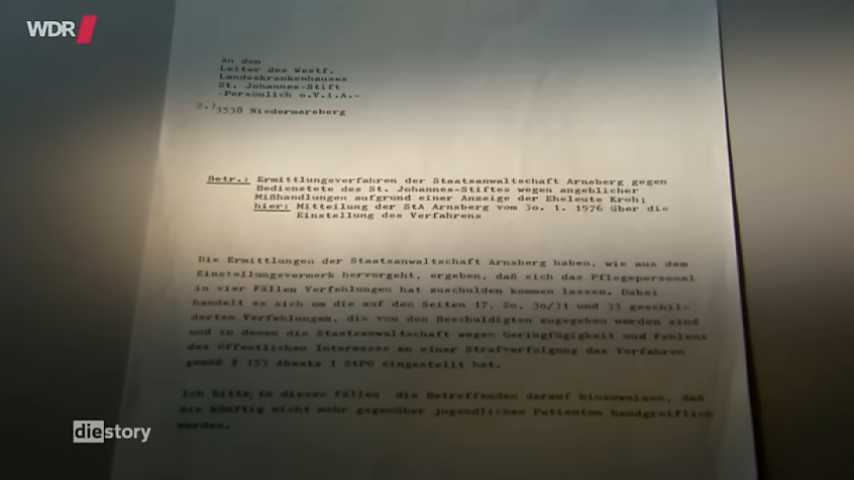 WDR
An den
Leiter des Westf.
Landeskrankenhauses
St. Johannes-Stift
-Persönlich o.V.i.A.-
2.)
3538 Niedermarsberg
Betr.: Ermittlungsverfahren der Staatsanwaltschaft Arnsberg gegen
Bedienstete des St. Johannes-Stiftes wegen angeblicher
Mißhandlungen aufgrund einer Anzeige der Eheleute Kroh;
hier: Mitteilung der StA Arnsberg vom 3o. 1. 1976 über die
Einstellung des Verfahrens
Die Ermittlungen der Staatsanwaltschaft Arnsberg haben, wie aus dem
Einstellungsvermerk hervorgeht, ergeben, daß sich das Pflegepersonal
in vier Fällen Verfehlungen hat zuschulden kommen lassen. Dabei
handelt es sich um die auf den Seiten 17, 2o, 3o/31 und 33 geschil-
derten Verfehlungen, die von den Beschuldigten zugegeben worden sind
und in denen die Staatsanwaltschaft wegen Geringfügigkeit und Fehlens
des öffentlichen Interesses an einer Strafverfolgung das Verfahren
gemäß § 153 Absatz 1 StPO eingestellt hat.
Ich bitte, in diesen Fällen die Betreffenden darauf hinzuweisen, daß
sie künftig nicht mehr gegenüber jugendlichen Patienten handgreiflich
werden.
diestory